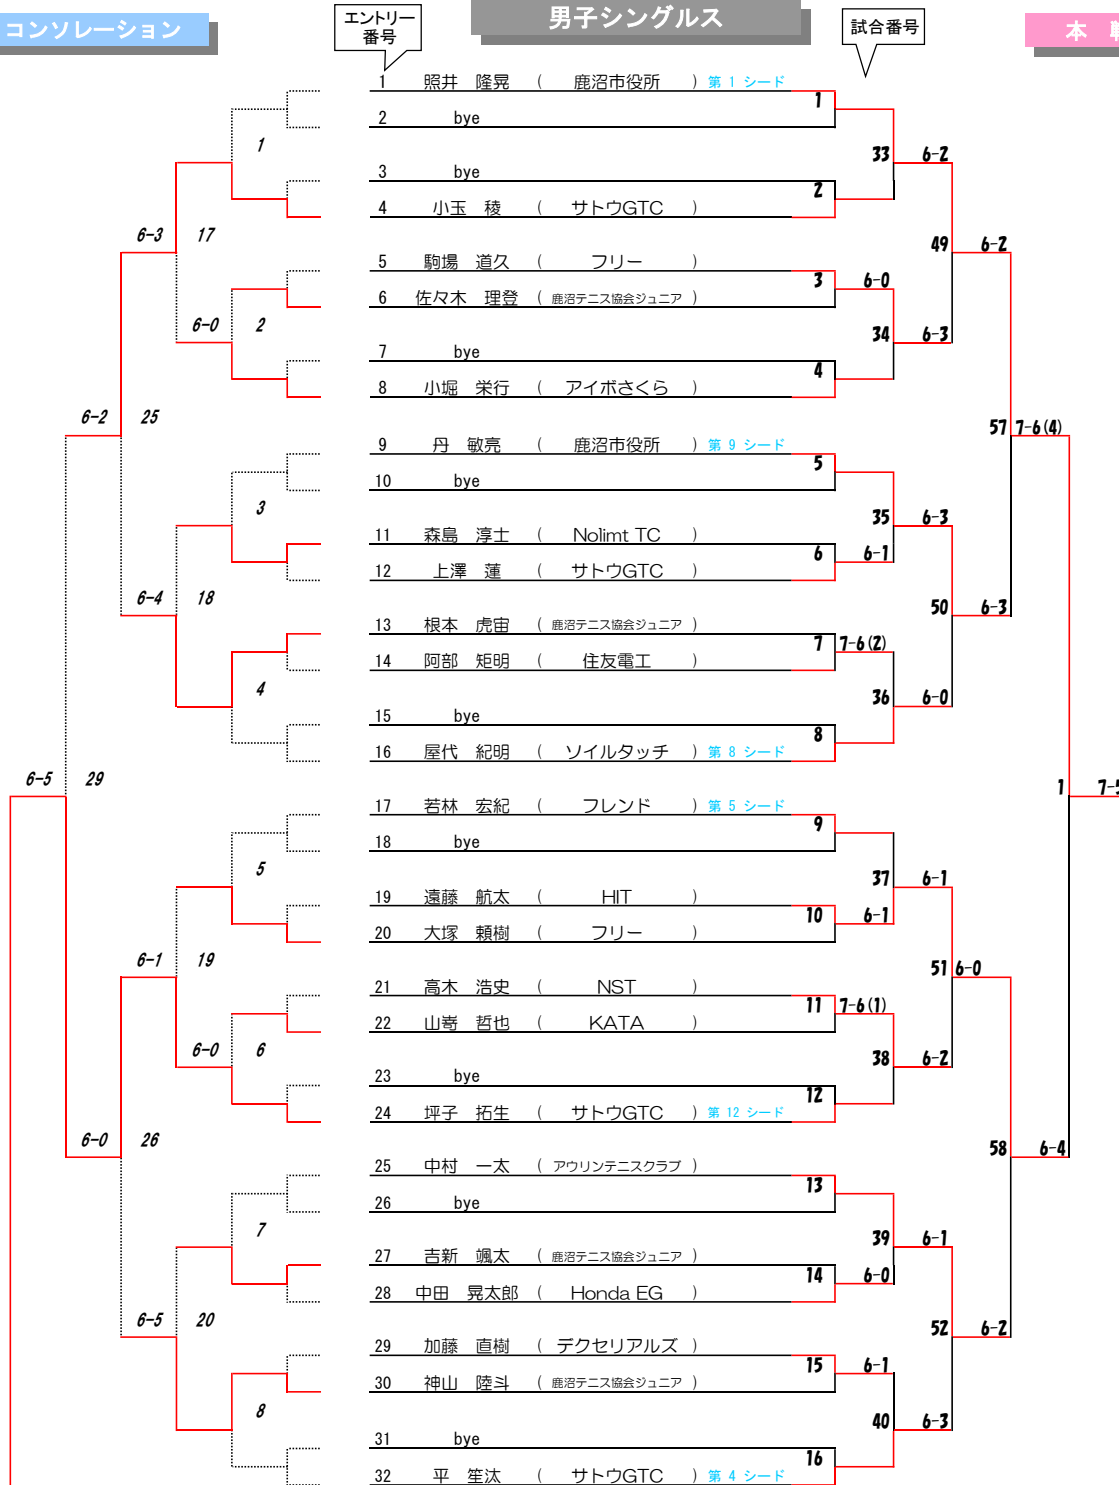 コンソレーション
エントリー
番号
男子シングルス
試合番号
本 戦
1 照井 隆晃 ( 鹿沼市役所 ) 第 1 シード
1
2 bye
1
33 6-2
3 bye
2
4 小玉 稜 ( サトウGTC )
6-3 17
49 6-2
5 駒場 道久 ( フリー )
3 6-0
6 佐々木 理登 ( 鹿沼テニス協会ジュニア )
6-0 2
34 6-3
7 bye
4
8 小堀 栄行 ( アイボさくら )
6-2 25
57 7-6(4)
9 丹 敏亮 ( 鹿沼市役所 ) 第 9 シード
5
10 bye
3
35 6-3
11 森島 淳士 ( Nolimt TC )
6 6-1
12 上澤 蓮 ( サトウGTC )
6-4 18
50 6-3
13 根本 虎宙 ( 鹿沼テニス協会ジュニア )
7 7-6(2)
14 阿部 矩明 ( 住友電工 )
4
36 6-0
15 bye
8
16 屋代 紀明 ( ソイルタッチ ) 第 8 シード
6-5 29
1 7-5
17 若林 宏紀 ( フレンド ) 第 5 シード
9
18 bye
5
37 6-1
19 遠藤 航太 ( HIT )
10 6-1
20 大塚 頼樹 ( フリー )
6-1 19
51 6-0
21 高木 浩史 ( NST )
11 7-6(1)
22 山嵜 哲也 ( KATA )
6-0 6
38 6-2
23 bye
12
24 坪子 拓生 ( サトウGTC ) 第 12 シード
6-0 26
58 6-4
25 中村 一太 ( アウリンテニスクラブ )
13
26 bye
7
39 6-1
27 吉新 颯太 ( 鹿沼テニス協会ジュニア )
14 6-0
28 中田 晃太郎 ( Honda EG )
6-5 20
52 6-2
29 加藤 直樹 ( デクセリアルズ )
15 6-1
30 神山 陸斗 ( 鹿沼テニス協会ジュニア )
8
40 6-3
31 bye
16
32 平 笙汰 ( サトウGTC ) 第 4 シード